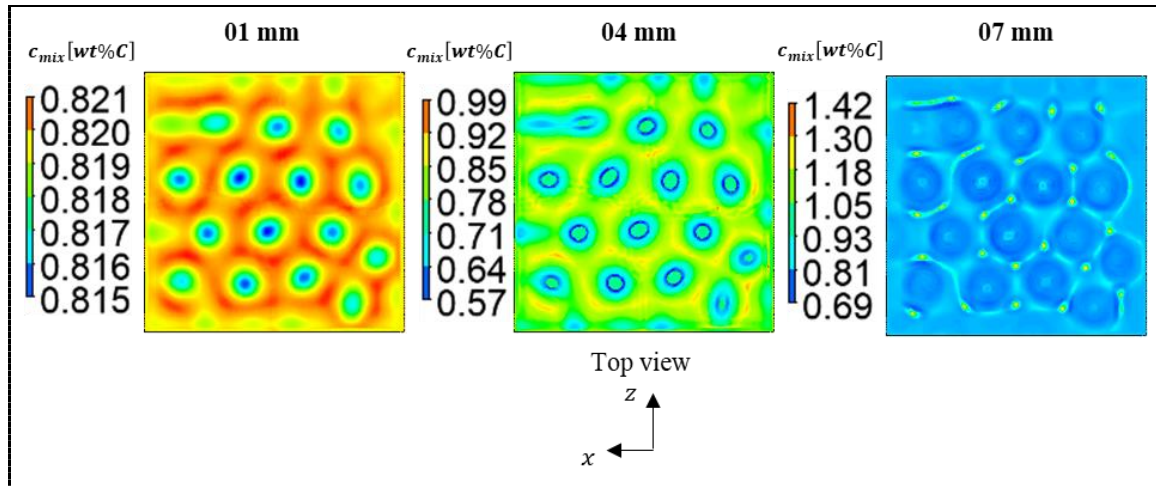 01 mm
c_mix[wt%C]
0.821
0.820
0.819
0.818
0.817
0.816
0.815
04 mm
c_mix[wt%C]
0.99
0.92
0.85
0.78
0.71
0.64
0.57
07 mm
c_mix[wt%C]
1.42
1.30
1.18
1.05
0.93
0.81
0.69
Top view
z
x